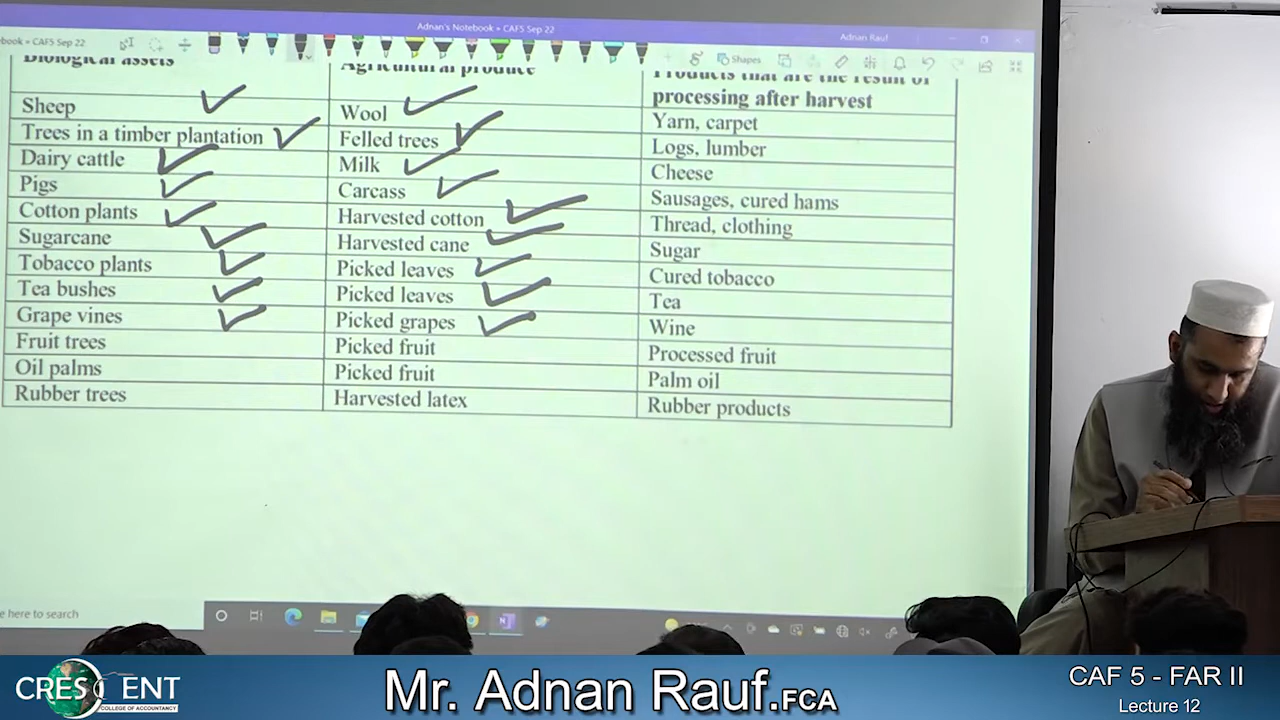 Adnan's Notebook » CAF5 Sep 22
Adnan Rauf
book » CAF5 Sep 22
Shapes
Biological assets
Agricultural produce
Products that are the result of
processing after harvest
Sheep Wool Yarn, carpet
Trees in a timber plantation Felled trees Logs, lumber
Dairy cattle Milk Cheese
Pigs Carcass Sausages, cured hams
Cotton plants Harvested cotton Thread, clothing
Sugarcane Harvested cane Sugar
Tobacco plants Picked leaves Cured tobacco
Tea bushes Picked leaves Tea
Grape vines Picked grapes Wine
Fruit trees Picked fruit Processed fruit
Oil palms Picked fruit Palm oil
Rubber trees Harvested latex Rubber products
e here to search
CRESCENT
COLLEGE OF ACCOUNTANCY
Mr. Adnan Rauf.FCA
CAF 5 - FAR II
Lecture 12